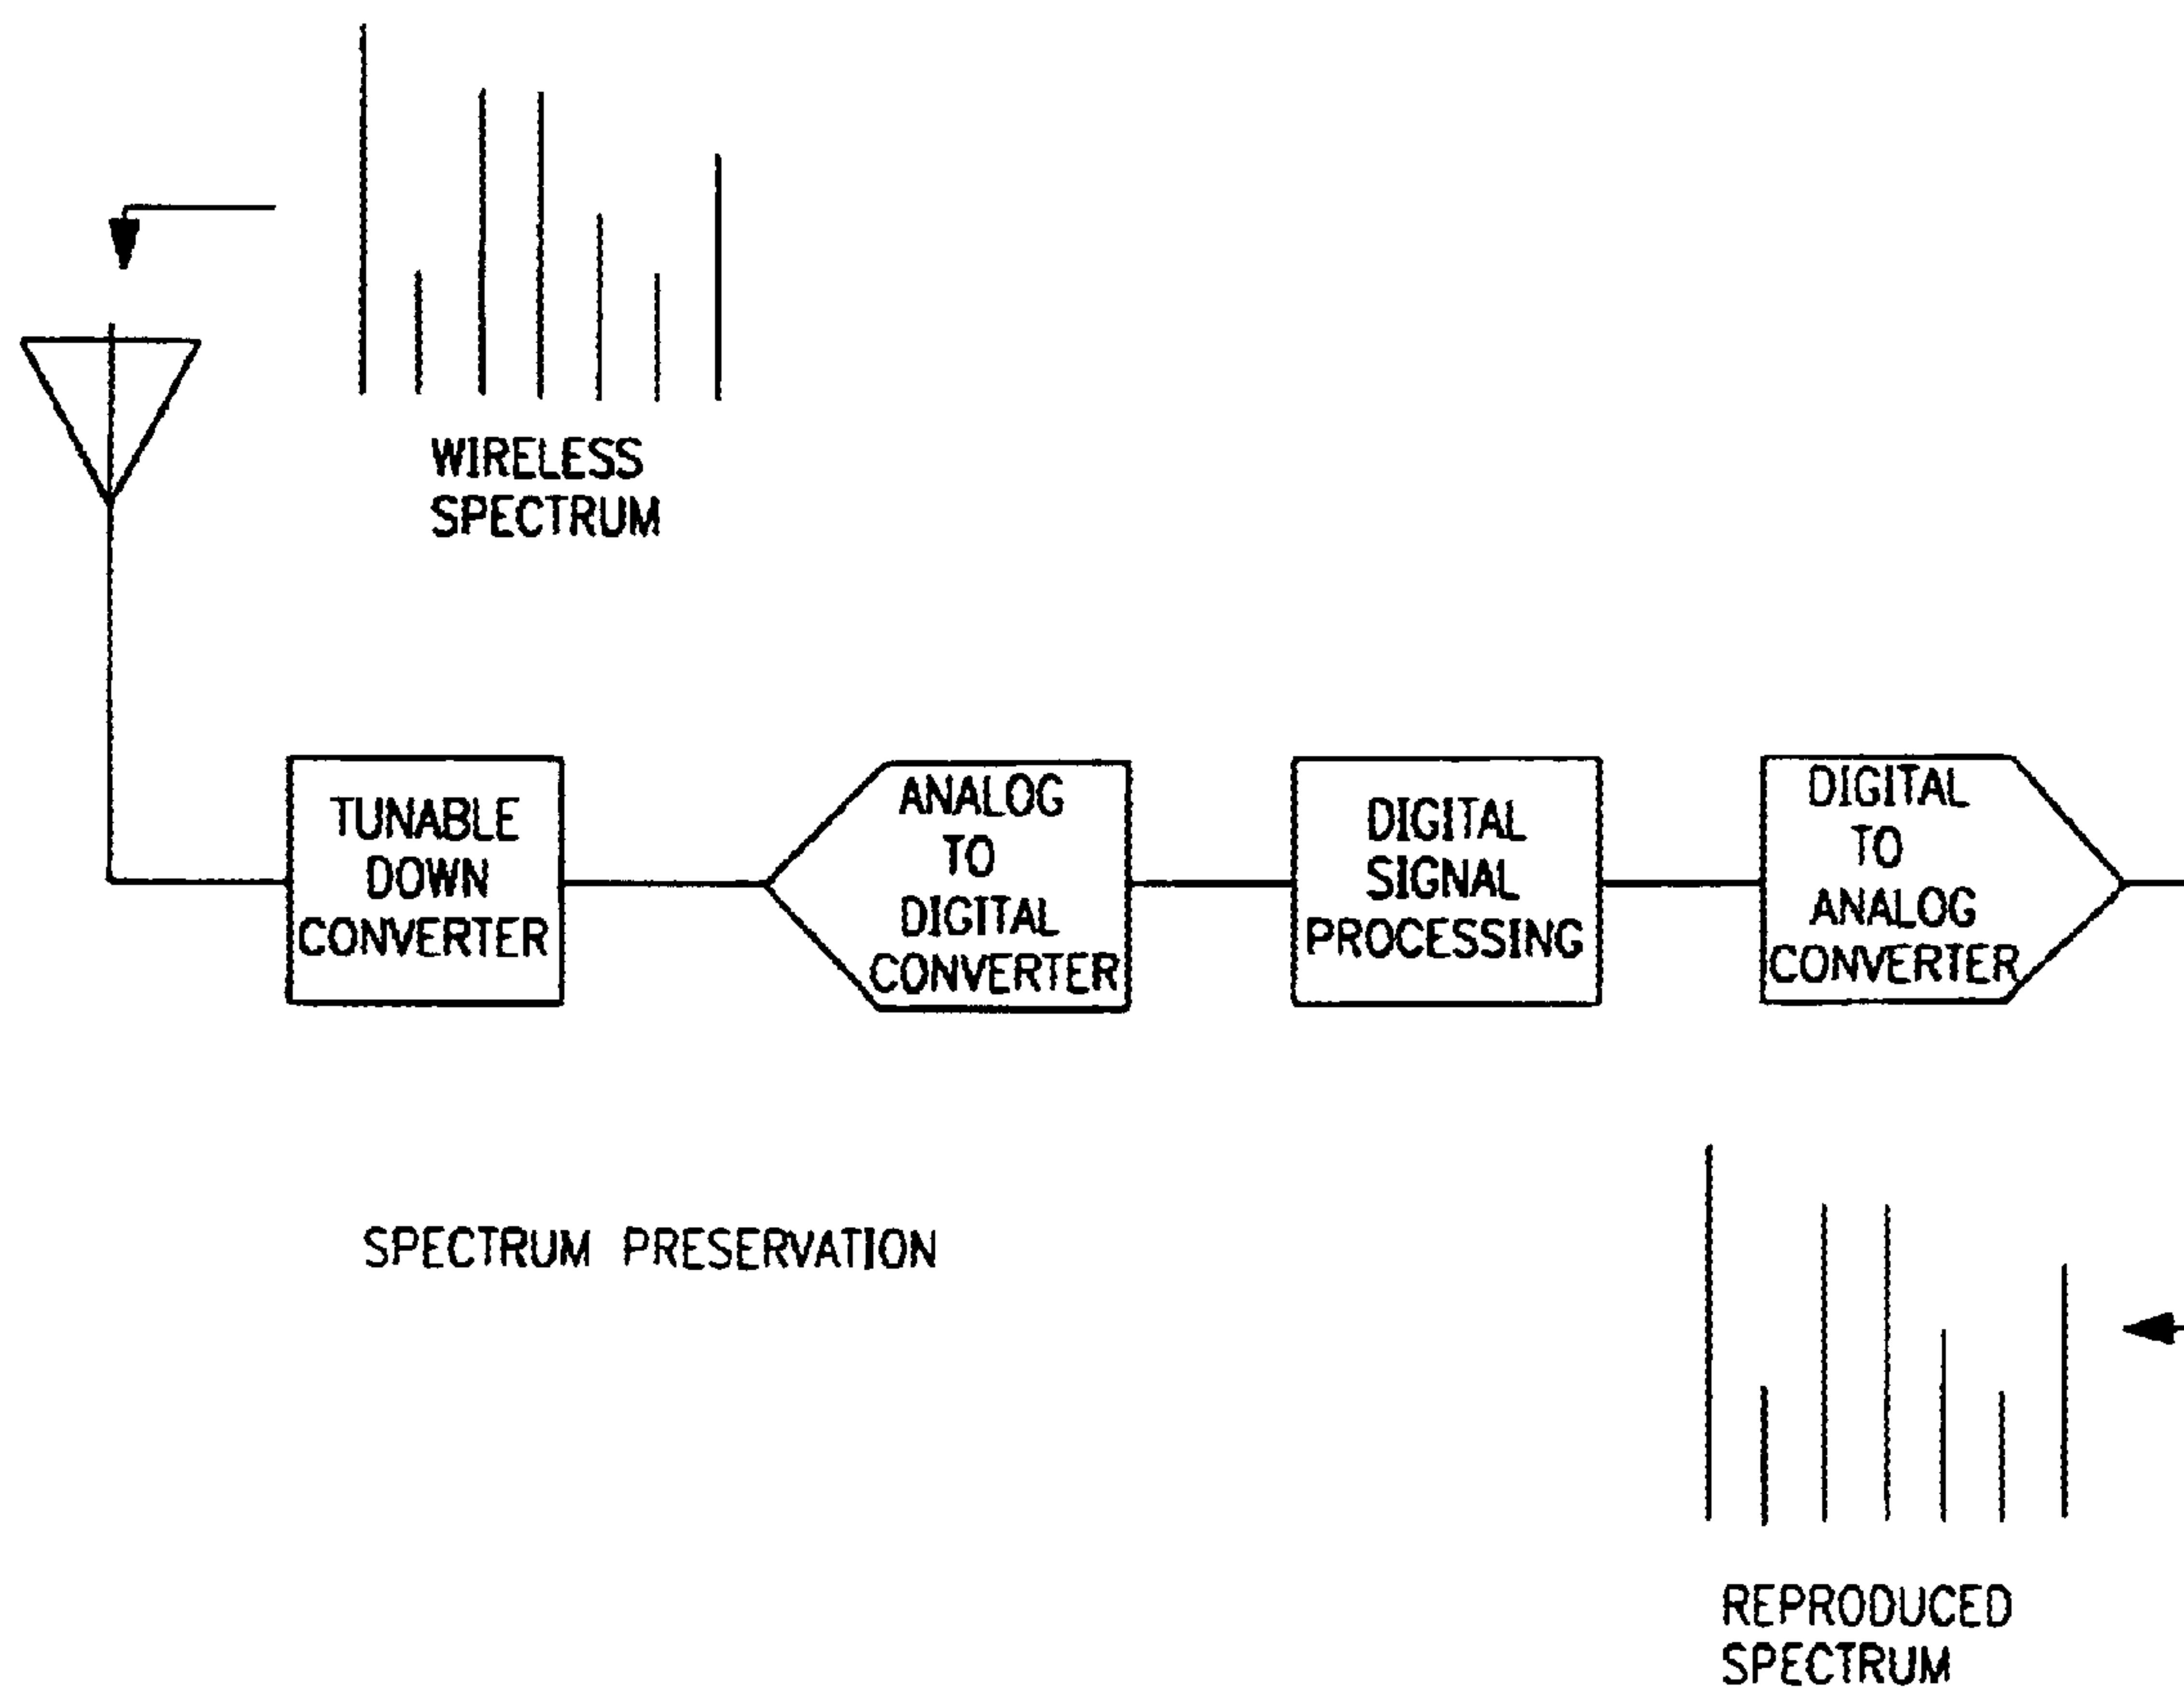 WIRELESS
SPECTRUM
TUNABLE
DOWN
CONVERTER
ANALOG
TO
DIGITAL
CONVERTER
DIGITAL
SIGNAL
PROCESSING
DIGITAL
TO
ANALOG
CONVERTER
SPECTRUM PRESERVATION
REPRODUCED
SPECTRUM